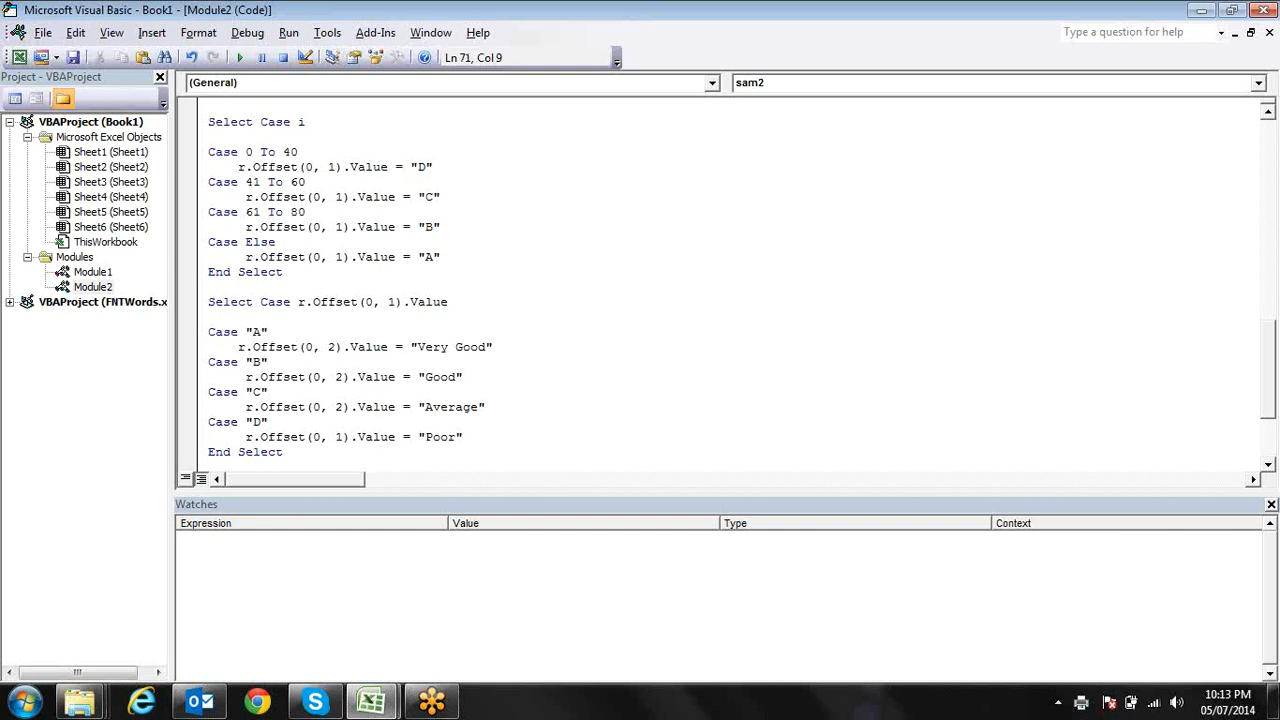 Microsoft Visual Basic - Book1 - [Module2 (Code)]
File Edit View Insert Format Debug Run Tools Add-Ins Window Help
Type a question for help
Ln 71, Col 9
Project - VBAProject
(General)
sam2
VBAProject (Book1)
Microsoft Excel Objects
Sheet1 (Sheet1)
Sheet2 (Sheet2)
Sheet3 (Sheet3)
Sheet4 (Sheet4)
Sheet5 (Sheet5)
Sheet6 (Sheet6)
ThisWorkbook
Modules
Module1
Module2
VBAProject (FNTWords.x
Select Case i
Case 0 To 40
r.Offset(0, 1).Value = "D"
Case 41 To 60
r.Offset(0, 1).Value = "C"
Case 61 To 80
r.Offset(0, 1).Value = "B"
Case Else
r.Offset(0, 1).Value = "A"
End Select
Select Case r.Offset(0, 1).Value
Case "A"
r.Offset(0, 2).Value = "Very Good"
Case "B"
r.Offset(0, 2).Value = "Good"
Case "C"
r.Offset(0, 2).Value = "Average"
Case "D"
r.Offset(0, 1).Value = "Poor"
End Select
Watches
Expression Value Type Context
10:13 PM
05/07/2014